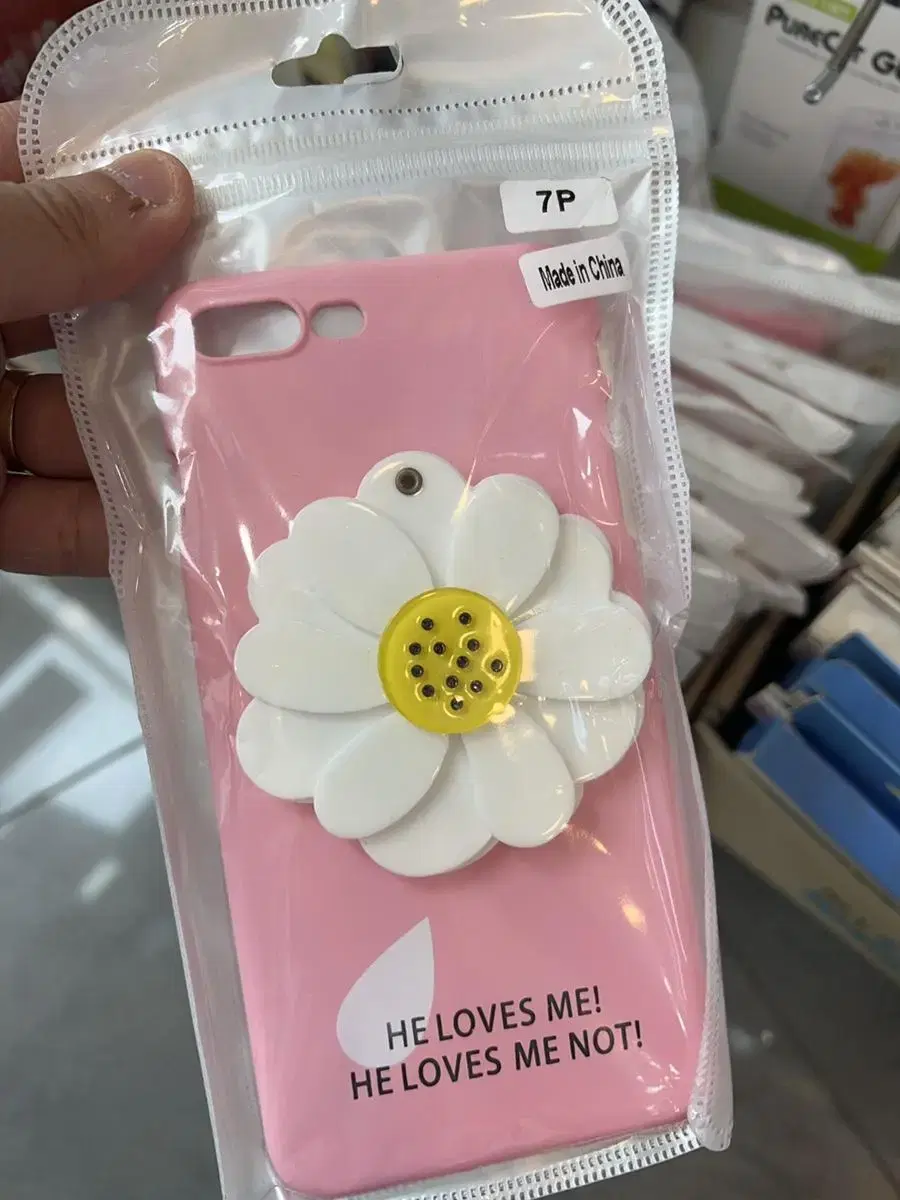 7P
Made in China
HE LOVES ME!
HE LOVES ME NOT!